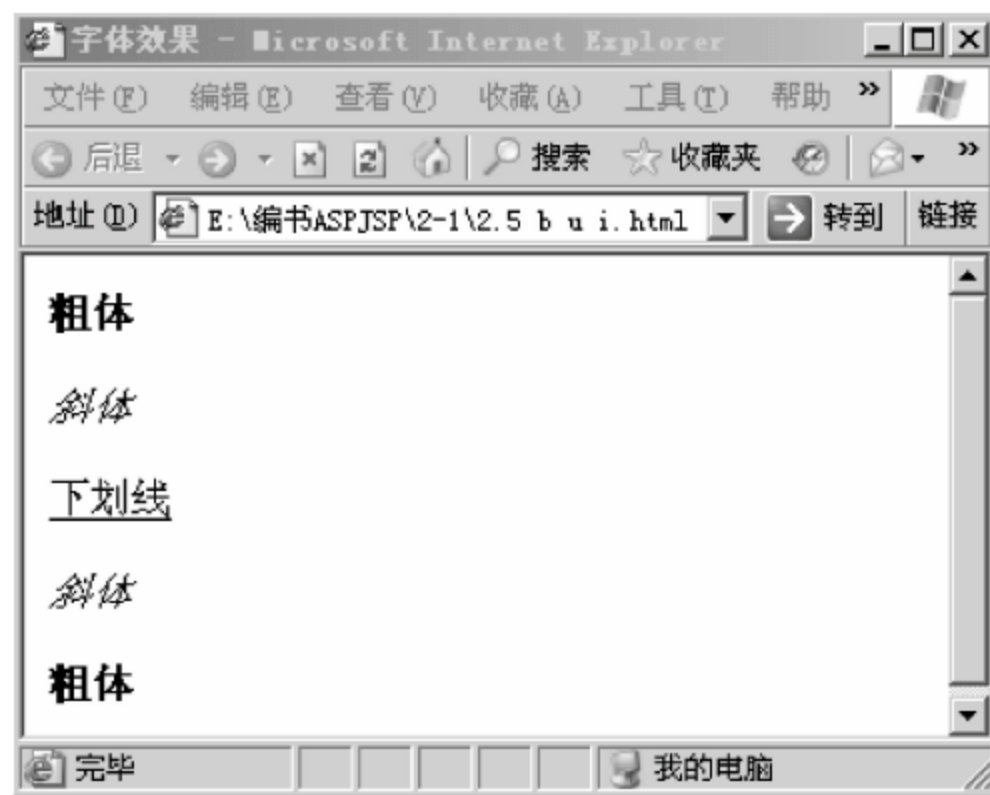 字体效果 - Microsoft Internet Explorer
文件(F) 编辑(E) 查看(V) 收藏(A) 工具(T) 帮助 »
后退 搜索 收藏夹 »
地址(D) E:\编书ASPJSP\2-1\2.5 b u i.html 转到 链接
粗体
斜体
下划线
斜体
粗体
完毕 我的电脑